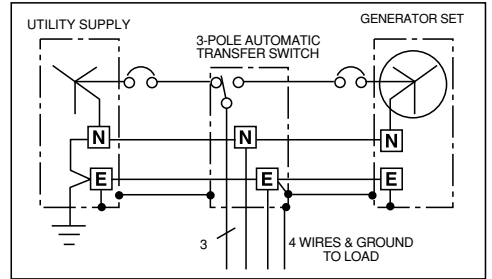 UTILITY SUPPLY
GENERATOR SET
3-POLE AUTOMATIC
TRANSFER SWITCH
N
N
N
E
E
E
3
4 WIRES & GROUND
TO LOAD